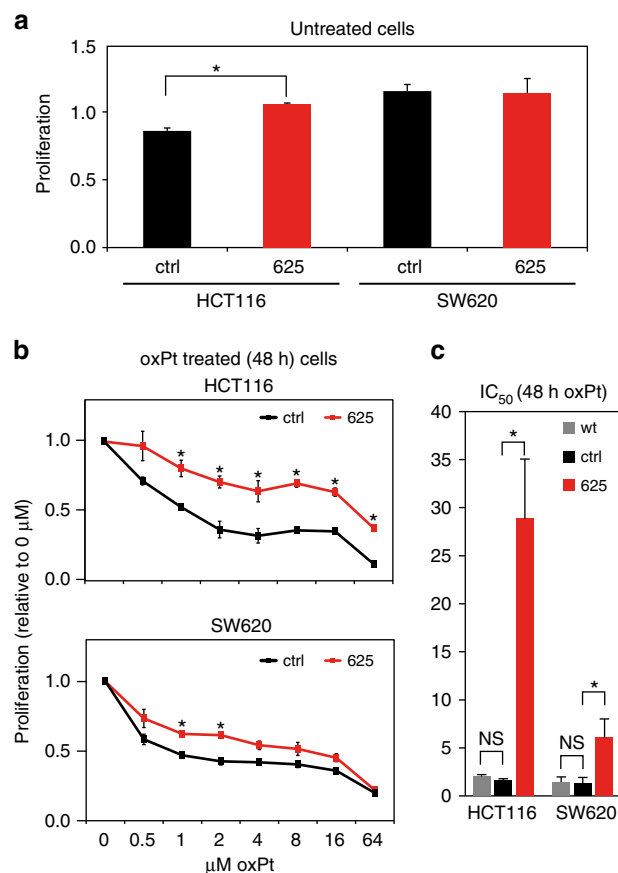 a
Untreated cells
Proliferation
1.5
1.0
0.5
0.0
*
ctrl 625 ctrl 625
HCT116 SW620
b
oxPt treated (48 h) cells
HCT116
ctrl 625
Proliferation (relative to 0 μM)
1.0
0.5
0.0
* * * * * *
SW620
ctrl 625
1.0
0.5
0.0
* *
0 0.5 1 2 4 8 16 64
μM oxPt
c
IC50 (48 h oxPt)
40
35
30
25
20
15
10
5
0
wt
ctrl
625
*
NS
*
NS
HCT116 SW620